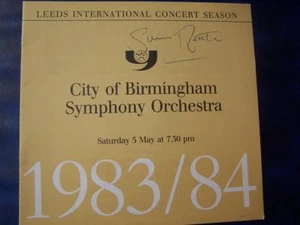 LEEDS INTERNATIONAL CONCERT SEASON
City of Birmingham
Symphony Orchestra
Saturday 5 May at 7.30 pm
1983/84